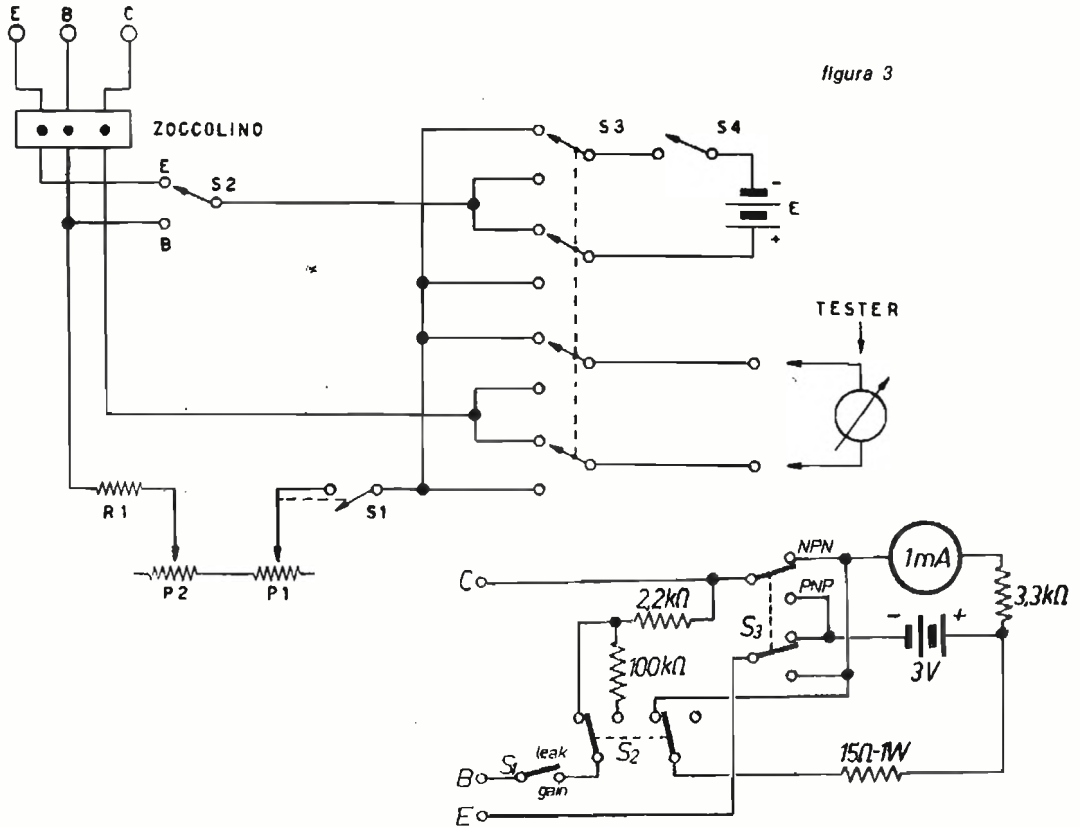 E B C
figura 3
ZOCCOLINO
S3 S4
E
S2
-
E
+
B
TESTER
R1
S1
P2 P1
NPN
1mA
C
PNP
2,2kΩ
3,3kΩ
S3
- +
100kΩ
3V
leak
S1
S2
15Ω-1W
B
gain
E